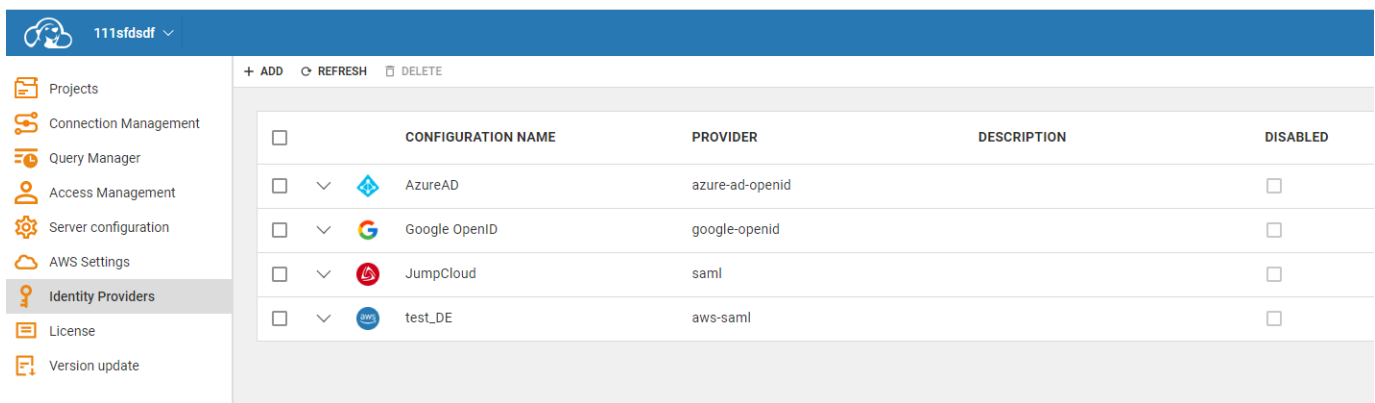 111sfdsdf
+ ADD REFRESH DELETE
Projects
Connection Management
Query Manager
Access Management
Server configuration
AWS Settings
Identity Providers
License
Version update
CONFIGURATION NAME PROVIDER DESCRIPTION DISABLED
AzureAD azure-ad-openid
Google OpenID google-openid
JumpCloud saml
aws test_DE aws-saml